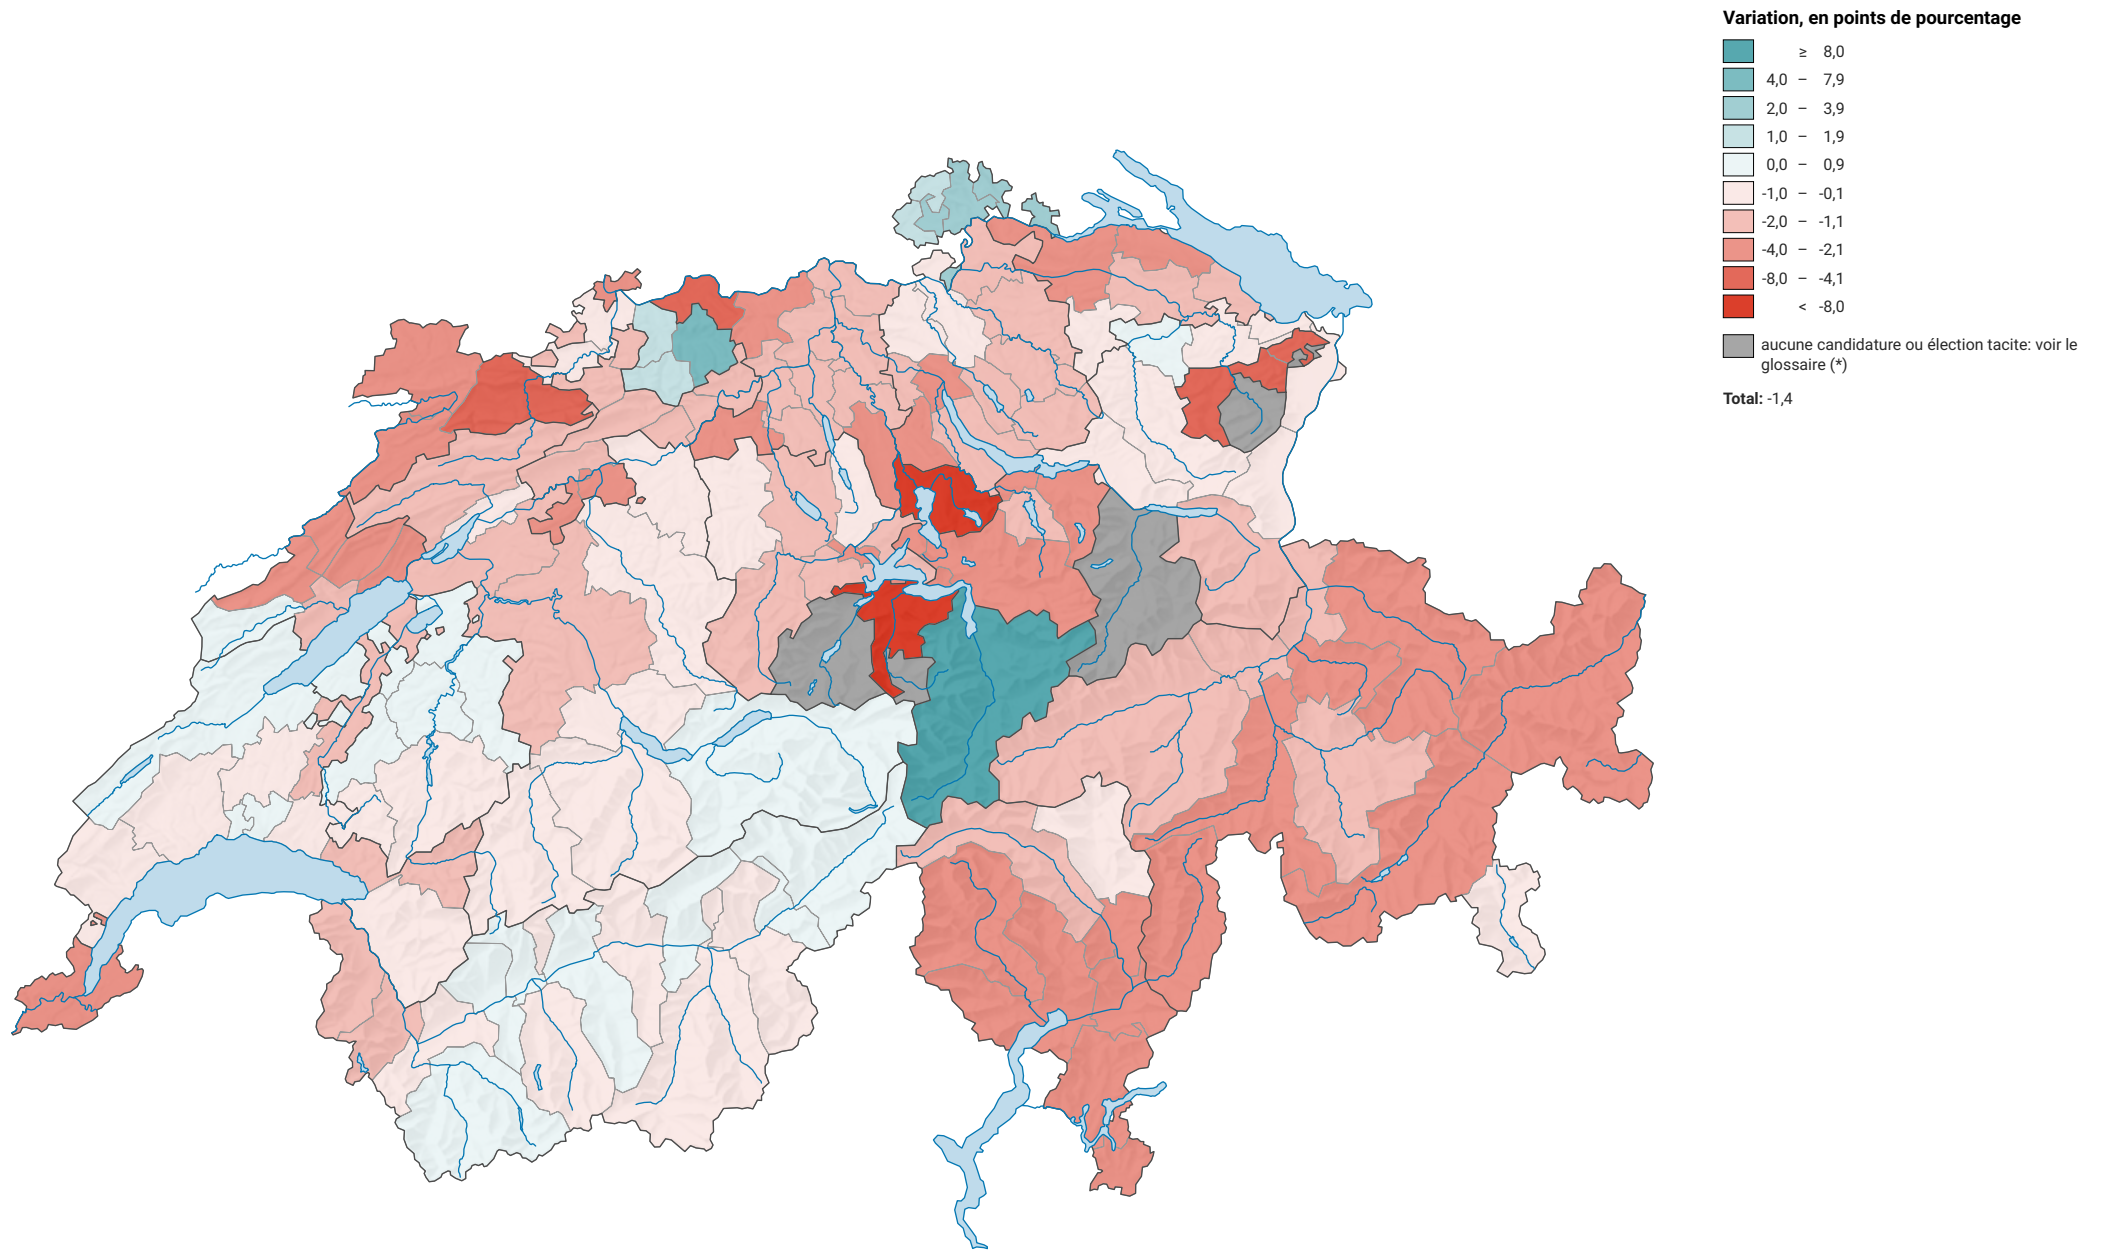 Variation, en points de pourcentage
≥ 8,0
4,0 – 7,9
2,0 – 3,9
1,0 – 1,9
0,0 – 0,9
-1,0 – -0,1
-2,0 – -1,1
-4,0 – -2,1
-8,0 – -4,1
< -8,0
aucune candidature ou élection tacite: voir le
glossaire (*)
Total: -1,4